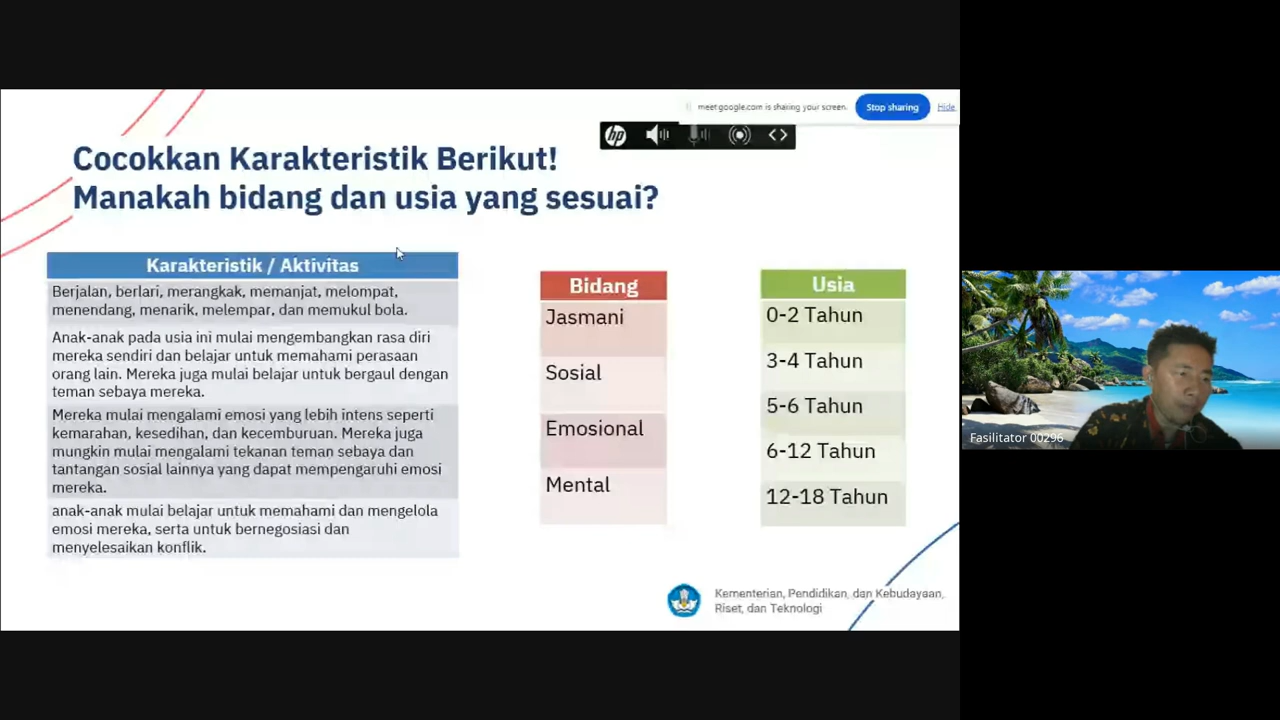 meet.google.com is sharing your screen.
Stop sharing
Hide
hp
Cocokkan Karakteristik Berikut!
Manakah bidang dan usia yang sesuai?
Karakteristik / Aktivitas
Berjalan, berlari, merangkak, memanjat, melompat,
menendang, menarik, melempar, dan memukul bola.
Anak-anak pada usia ini mulai mengembangkan rasa diri
mereka sendiri dan belajar untuk memahami perasaan
orang lain. Mereka juga mulai belajar untuk bergaul dengan
teman sebaya mereka.
Mereka mulai mengalami emosi yang lebih intens seperti
kemarahan, kesedihan, dan kecemburuan. Mereka juga
mungkin mulai mengalami tekanan teman sebaya dan
tantangan sosial lainnya yang dapat mempengaruhi emosi
mereka.
anak-anak mulai belajar untuk memahami dan mengelola
emosi mereka, serta untuk bernegosiasi dan
menyelesaikan konflik.
Bidang
Jasmani
Sosial
Emosional
Mental
Usia
0-2 Tahun
3-4 Tahun
5-6 Tahun
6-12 Tahun
12-18 Tahun
Kementerian, Pendidikan, dan Kebudayaan,
Riset, dan Teknologi
Fasilitator 00296